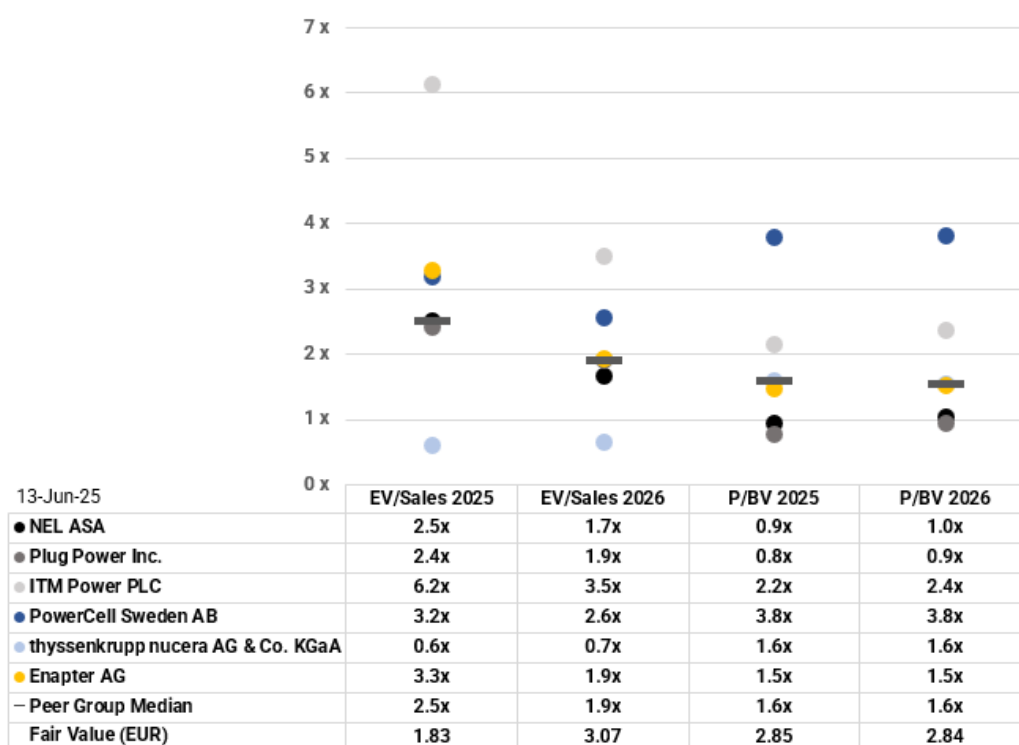 7 x
6 x
5 x
4 x
3 x
2 x
1 x
0 x
13-Jun-25 EV/Sales 2025 EV/Sales 2026 P/BV 2025 P/BV 2026
NEL ASA 2.5x 1.7x 0.9x 1.0x
Plug Power Inc. 2.4x 1.9x 0.8x 0.9x
ITM Power PLC 6.2x 3.5x 2.2x 2.4x
PowerCell Sweden AB 3.2x 2.6x 3.8x 3.8x
thyssenkrupp nucera AG & Co. KGaA 0.6x 0.7x 1.6x 1.6x
Enapter AG 3.3x 1.9x 1.5x 1.5x
Peer Group Median 2.5x 1.9x 1.6x 1.6x
Fair Value (EUR) 1.83 3.07 2.85 2.84